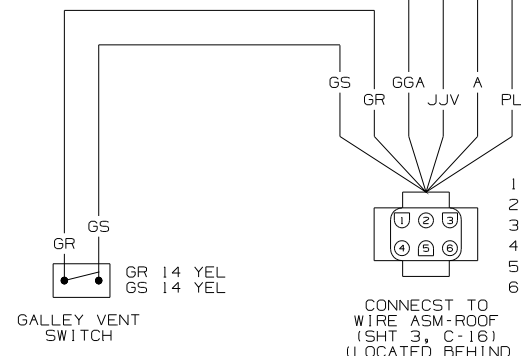 GS
GR
GGA
JJV
A
PL
GR
GS
1 2 3
4 5 6
1
2
3
4
5
6
GR 14 YEL
GS 14 YEL
GALLEY VENT
SWITCH
CONNECST TO
WIRE ASM-ROOF
(SHT 3, C-16)
(LOCATED BEHIND